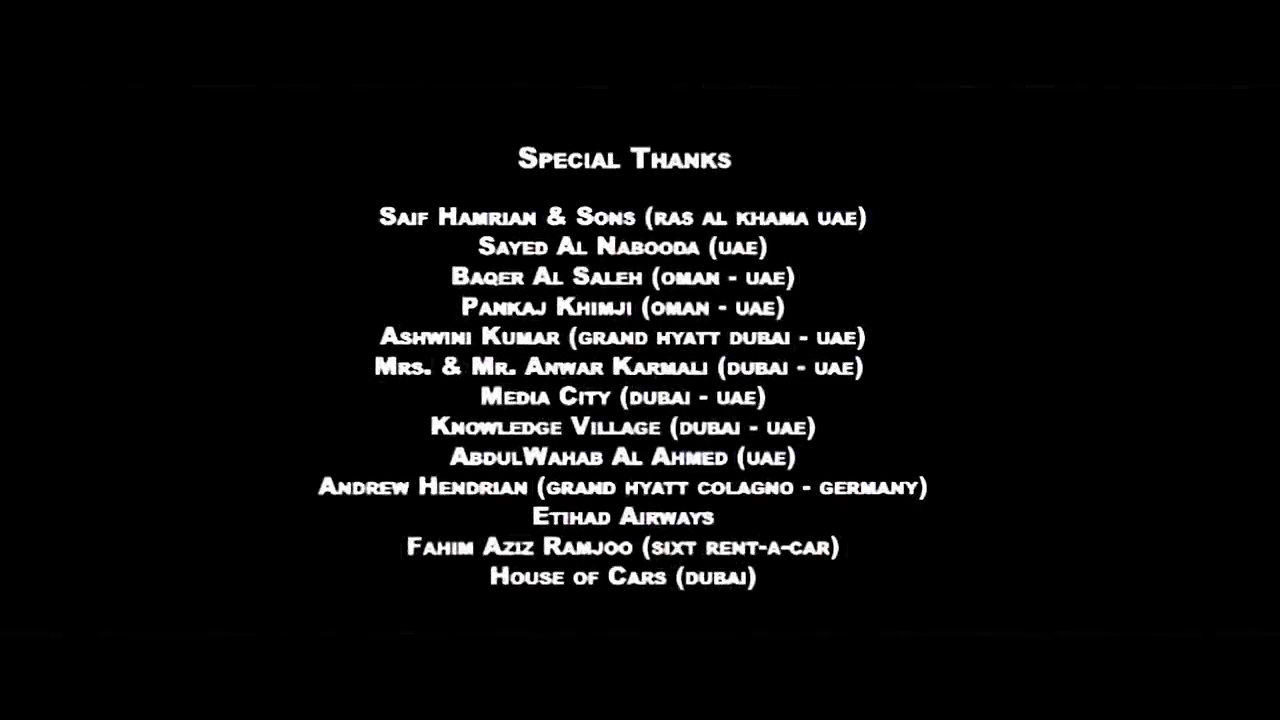 Special Thanks
Saif Hamrian & Sons (ras al khama uae)
Sayed Al Nabooda (uae)
Baqer Al Saleh (oman - uae)
Pankaj Khimji (oman - uae)
Ashwini Kumar (grand hyatt dubai - uae)
Mrs. & Mr. Anwar Karmali (dubai - uae)
Media City (dubai - uae)
Knowledge Village (dubai - uae)
AbdulWahab Al Ahmed (uae)
Andrew Hendrian (grand hyatt colagno - germany)
Etihad Airways
Fahim Aziz Ramjoo (sixt rent-a-car)
House of Cars (dubai)